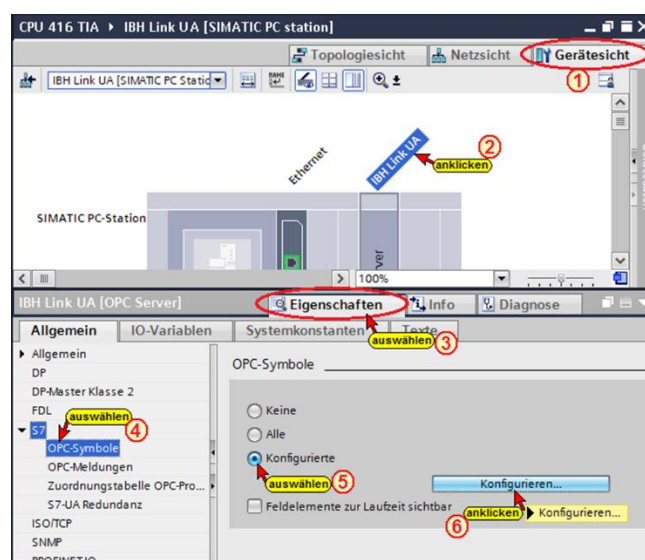 CPU 416 TIA ▸ IBH Link UA [SIMATIC PC station]
Topologiesicht
Netzsicht
Gerätesicht
1
IBH Link UA [SIMATIC PC Static
2
Ethernet
IBH Link UA
anklicken
SIMATIC PC-Station
100%
IBH Link UA [OPC Server]
Eigenschaften
Info
Diagnose
Allgemein
IO-Variablen
Systemkonstanten
Texte
auswählen
3
Allgemein
DP
DP-Master Klasse 2
FDL
auswählen
4
S7
OPC-Symbole
OPC-Meldungen
Zuordnungstabelle OPC-Pro...
S7-UA Redundanz
ISO/TCP
SNMP
PROFINET IO
OPC-Symbole
Keine
Alle
Konfigurierte
auswählen
5
Konfigurieren...
Feldelemente zur Laufzeit sichtbar
6
anklicken
Konfigurieren...